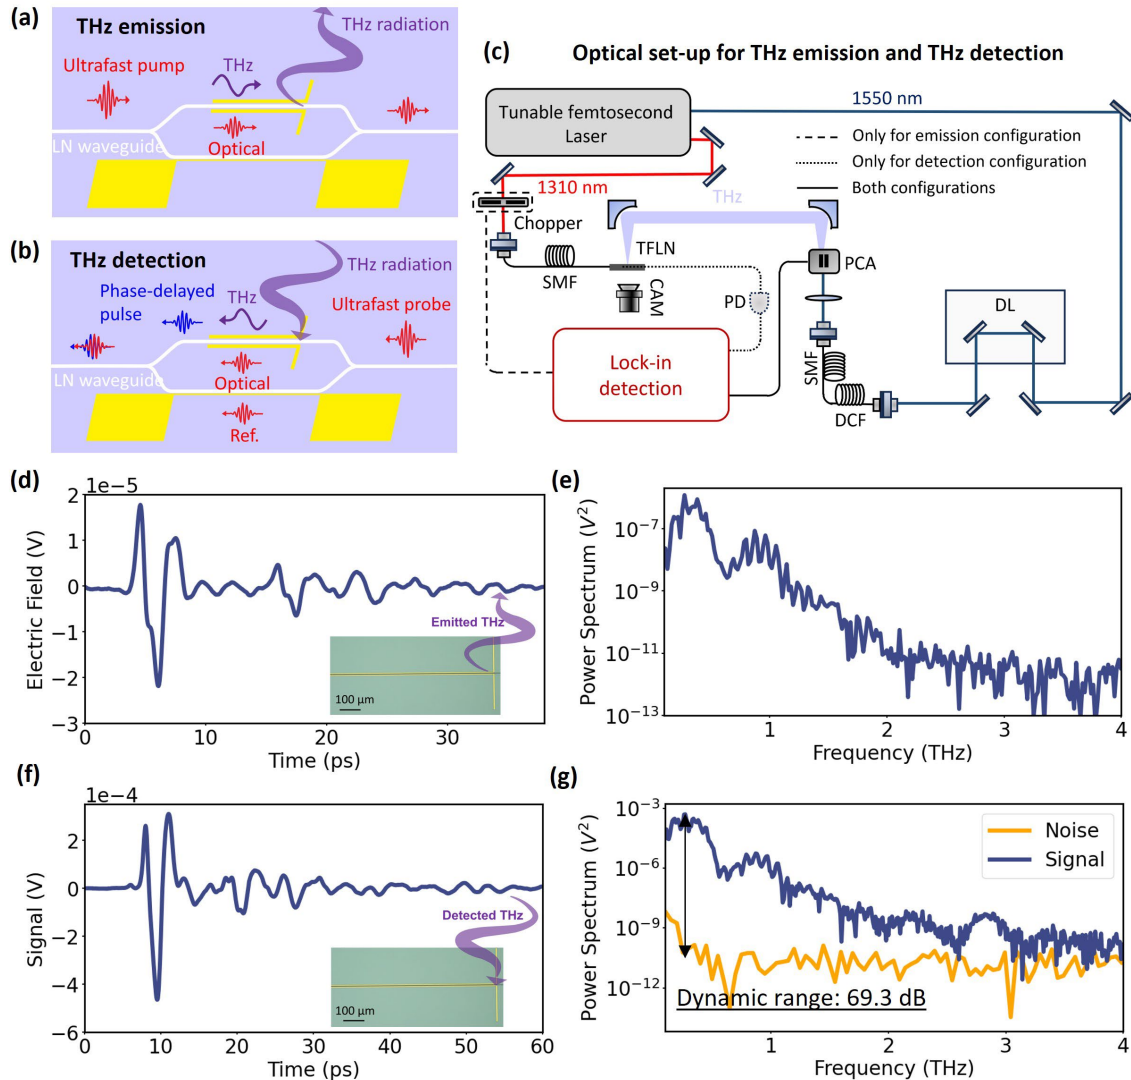 (a)
THz emission
THz radiation
Ultrafast pump
THz
Optical
LN waveguide
(b)
THz detection
THz radiation
Phase-delayed
pulse
THz
Ultrafast probe
LN waveguide
Optical
Ref.
(c)
Optical set-up for THz emission and THz detection
Tunable femtosecond
Laser
1550 nm
Only for emission configuration
Only for detection configuration
Both configurations
1310 nm
THz
Chopper
SMF
TFLN
CAM
PD
PCA
Lock-in
detection
SMF
DCF
DL
(d)
1e−5
2
1
0
−1
−2
−3
Electric Field (V)
0
10
20
30
Time (ps)
Emitted THz
100 μm
(e)
Power Spectrum (V²)
10⁻⁷
10⁻⁹
10⁻¹¹
10⁻¹³
1
2
3
4
Frequency (THz)
(f)
1e−4
2
0
−2
−4
−6
Signal (V)
0
10
20
30
40
50
60
Time (ps)
Detected THz
100 μm
(g)
Power Spectrum (V²)
10⁻³
10⁻⁶
10⁻⁹
10⁻¹²
Noise
Signal
Dynamic range: 69.3 dB
1
2
3
4
Frequency (THz)